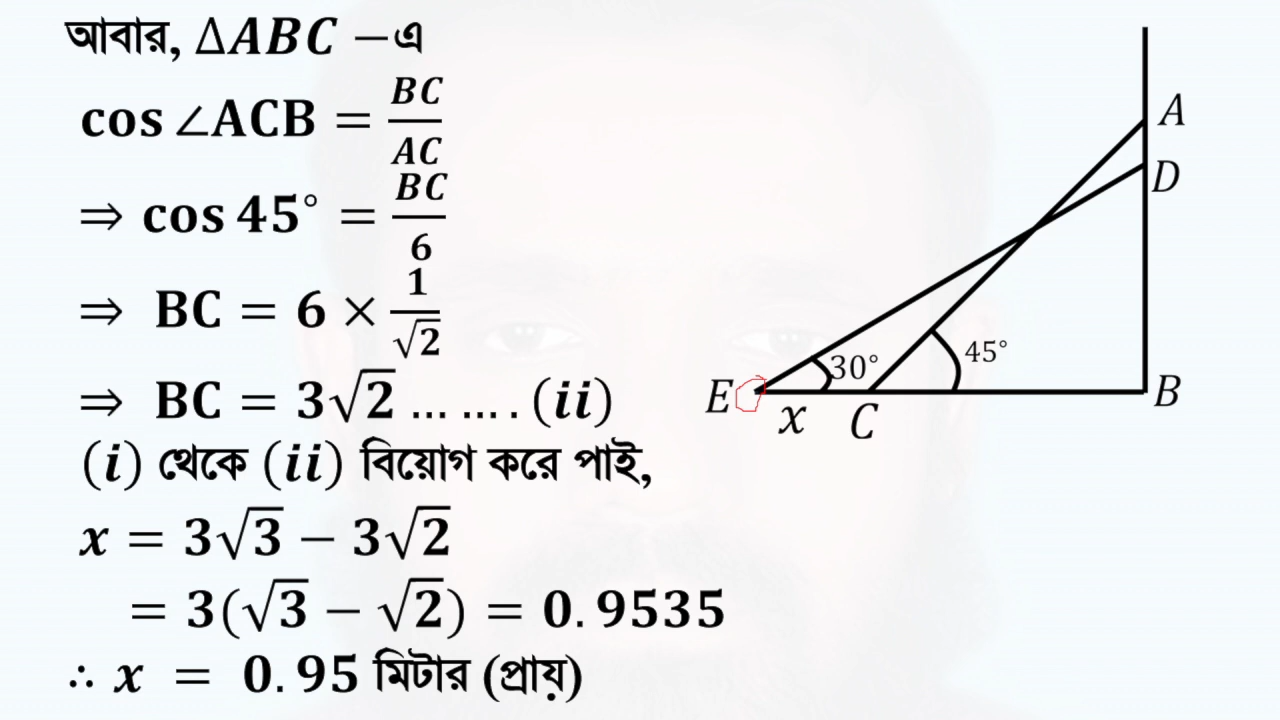 আবার, ΔABC −এ
cos ∠ACB = BC/AC
⇒ cos 45° = BC/6
⇒ BC = 6 × 1/√2
⇒ BC = 3√2 … … . (ii)
(i) থেকে (ii) বিয়োগ করে পাই,
x = 3√3 − 3√2
= 3(√3 − √2) = 0.9535
∴ x = 0.95 মিটার (প্রায়)
A
D
30°
45°
E
x
C
B